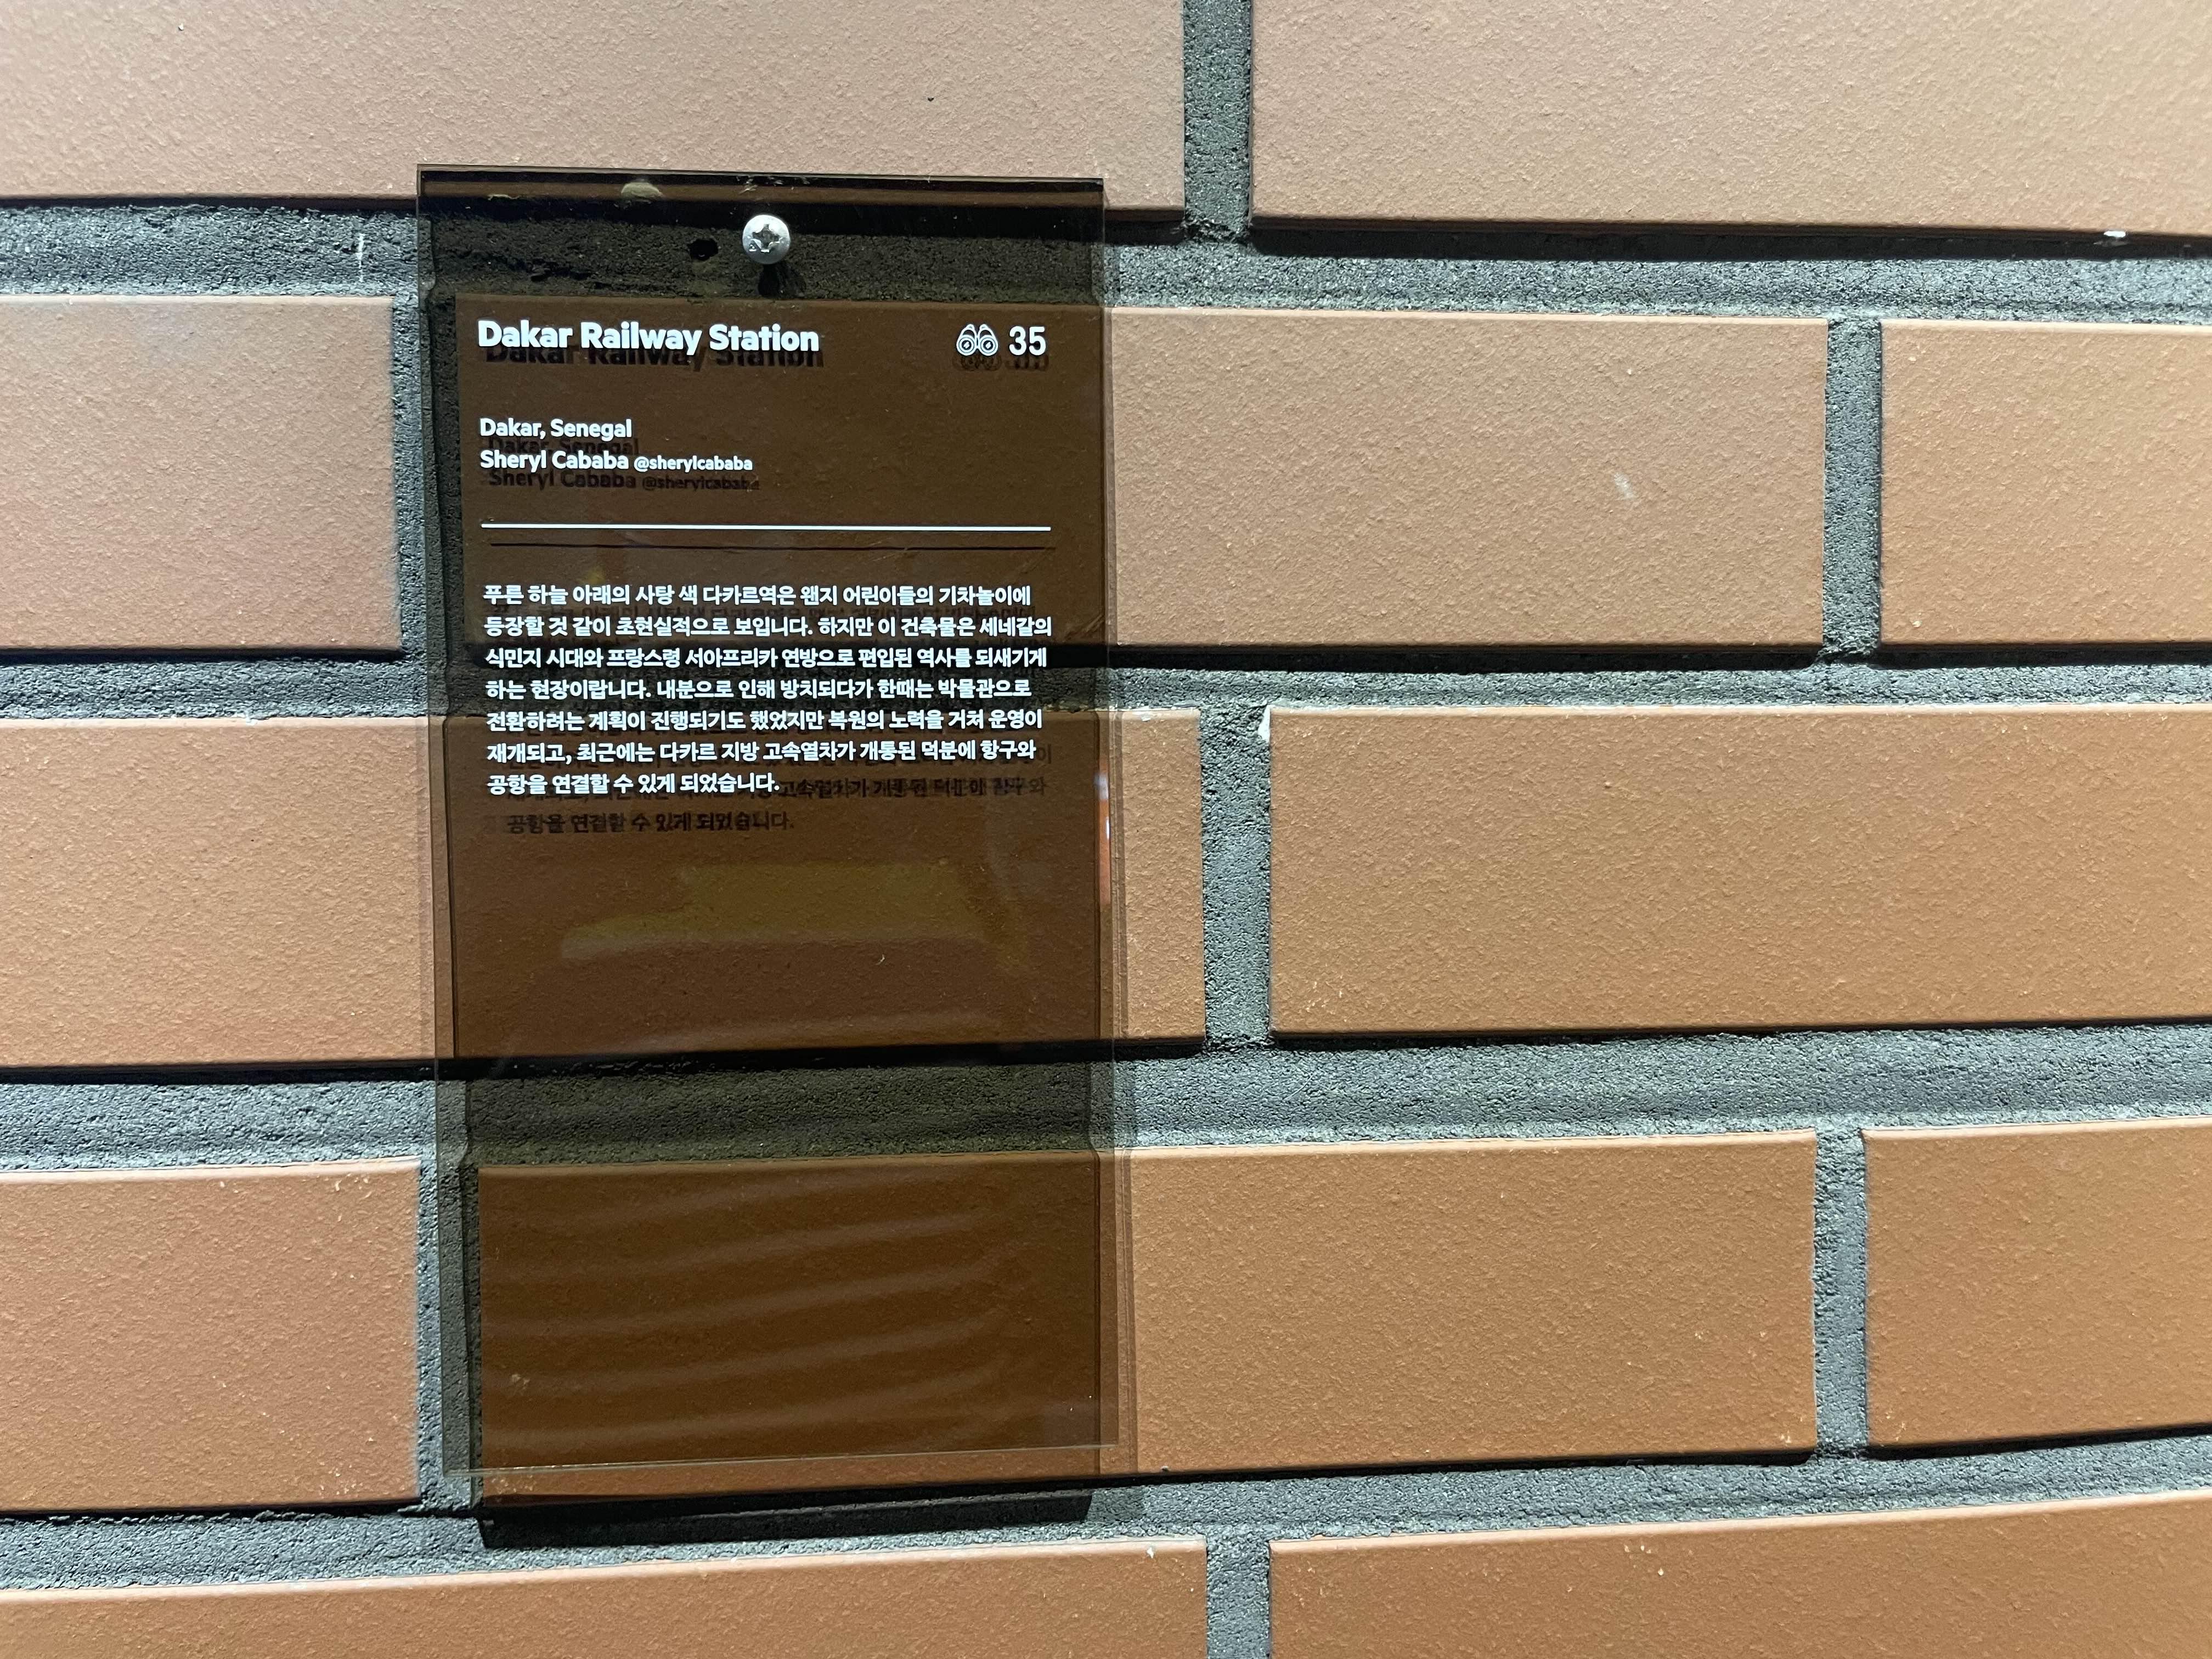 Dakar Railway Station 35
Dakar, Senegal
Sheryl Cababa @sherylcababa
푸른 하늘 아래의 사탕 색 다카르역은 왠지 어린이들의 기차놀이에
등장할 것 같이 초현실적으로 보입니다. 하지만 이 건축물은 세네갈의
식민지 시대와 프랑스령 서아프리카 연방으로 편입된 역사를 되새기게
하는 현장이랍니다. 내분으로 인해 방치되다가 한때는 박물관으로
전환하려는 계획이 진행되기도 했었지만 복원의 노력을 거쳐 운영이
재개되고, 최근에는 다카르 지방 고속열차가 개통된 덕분에 항구와
공항을 연결할 수 있게 되었습니다.